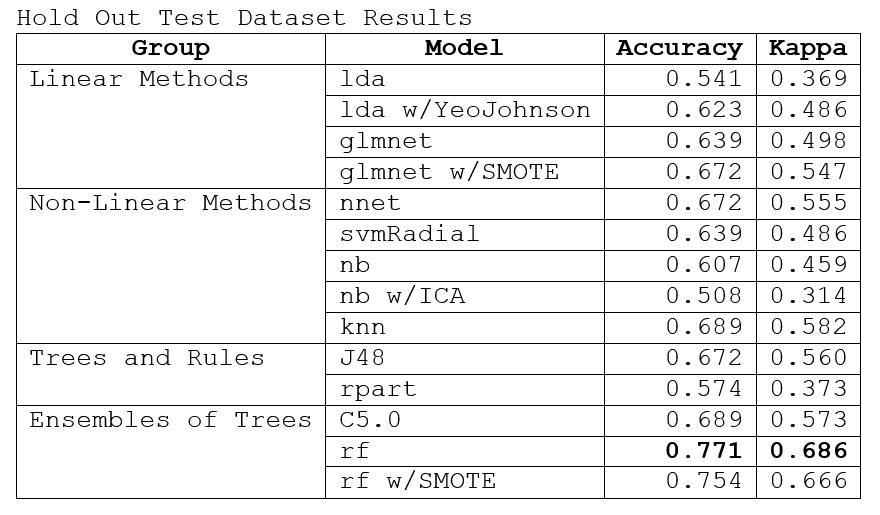 Hold Out Test Dataset Results
Group Model Accuracy Kappa
Linear Methods lda 0.541 0.369
lda w/YeoJohnson 0.623 0.486
glmnet 0.639 0.498
glmnet w/SMOTE 0.672 0.547
Non-Linear Methods nnet 0.672 0.555
svmRadial 0.639 0.486
nb 0.607 0.459
nb w/ICA 0.508 0.314
knn 0.689 0.582
Trees and Rules J48 0.672 0.560
rpart 0.574 0.373
Ensembles of Trees C5.0 0.689 0.573
rf 0.771 0.686
rf w/SMOTE 0.754 0.666